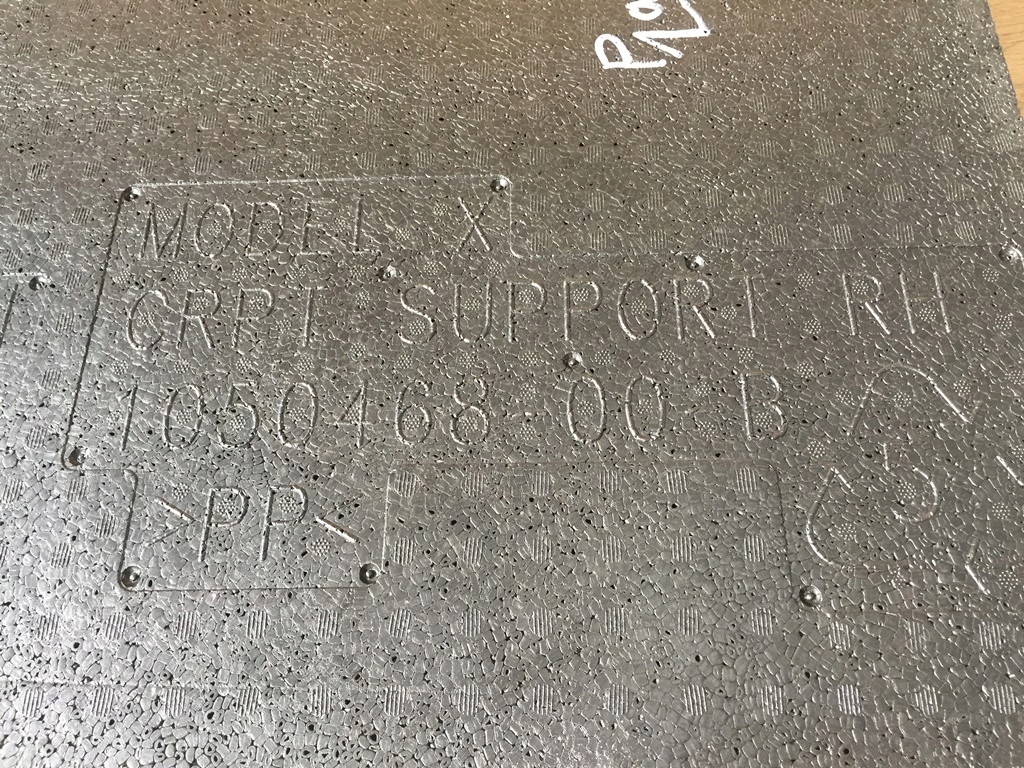 MODEL X
CRPT SUPPORT RH
1050468-00-B
>PP<